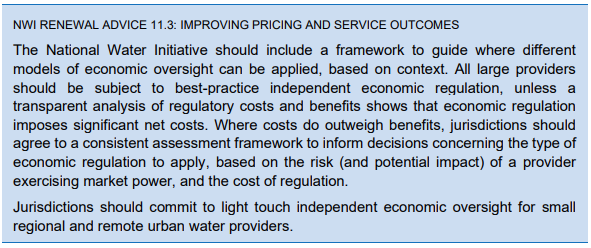 NWI RENEWAL ADVICE 11.3: IMPROVING PRICING AND SERVICE OUTCOMES
The National Water Initiative should include a framework to guide where different
models of economic oversight can be applied, based on context. All large providers
should be subject to best-practice independent economic regulation, unless a
transparent analysis of regulatory costs and benefits shows that economic regulation
imposes significant net costs. Where costs do outweigh benefits, jurisdictions should
agree to a consistent assessment framework to inform decisions concerning the type of
economic regulation to apply, based on the risk (and potential impact) of a provider
exercising market power, and the cost of regulation.
Jurisdictions should commit to light touch independent economic oversight for small
regional and remote urban water providers.